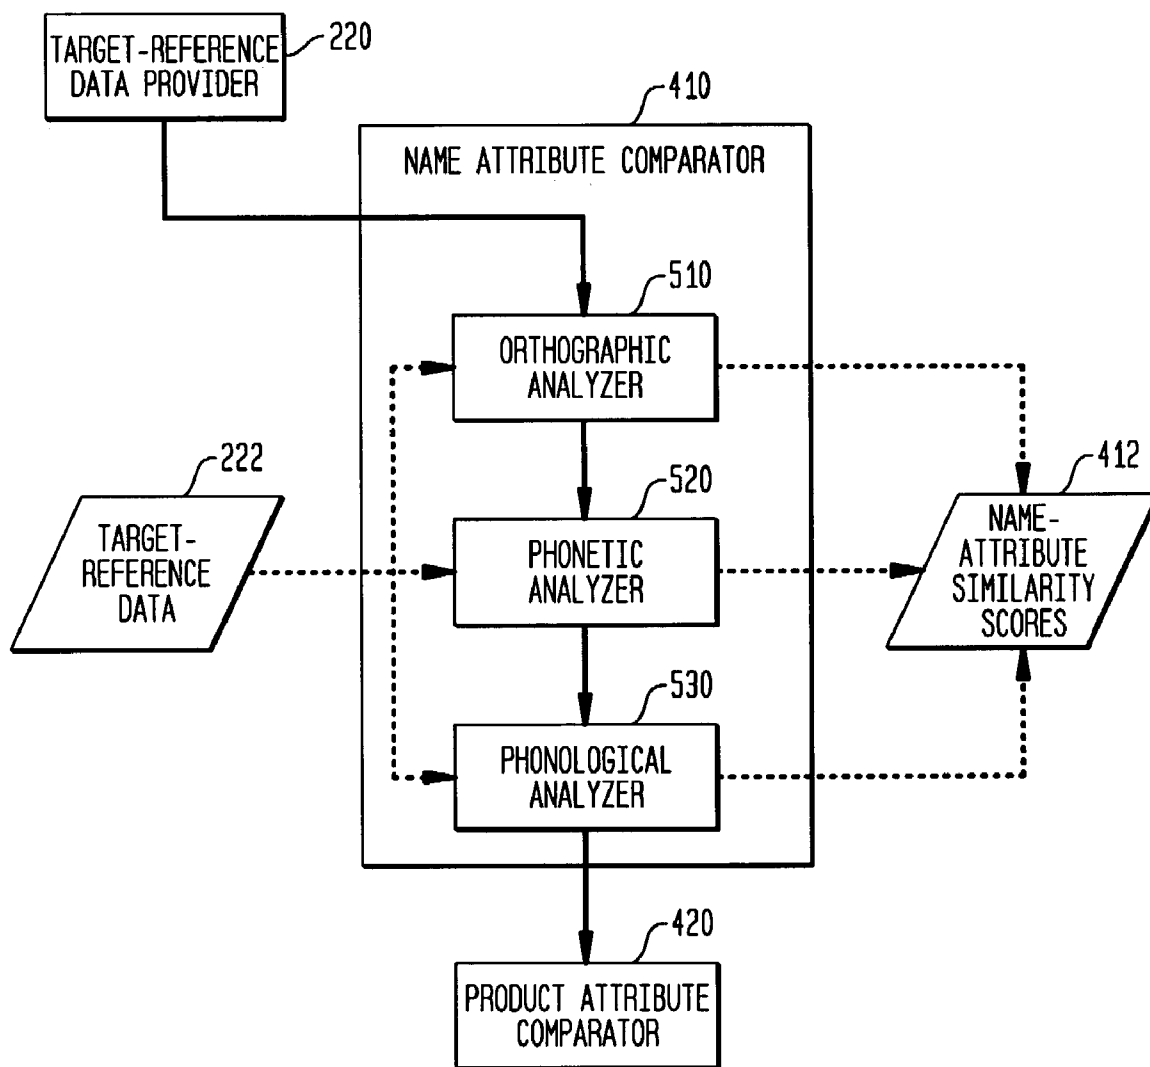 TARGET-REFERENCE
DATA PROVIDER
220
410
NAME ATTRIBUTE COMPARATOR
510
ORTHOGRAPHIC
ANALYZER
222
TARGET-
REFERENCE
DATA
520
PHONETIC
ANALYZER
412
NAME-
ATTRIBUTE
SIMILARITY
SCORES
530
PHONOLOGICAL
ANALYZER
420
PRODUCT ATTRIBUTE
COMPARATOR